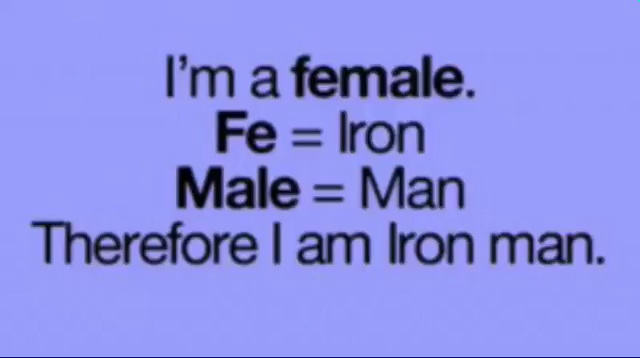 I'm a female.
Fe = Iron
Male = Man
Therefore I am Iron man.